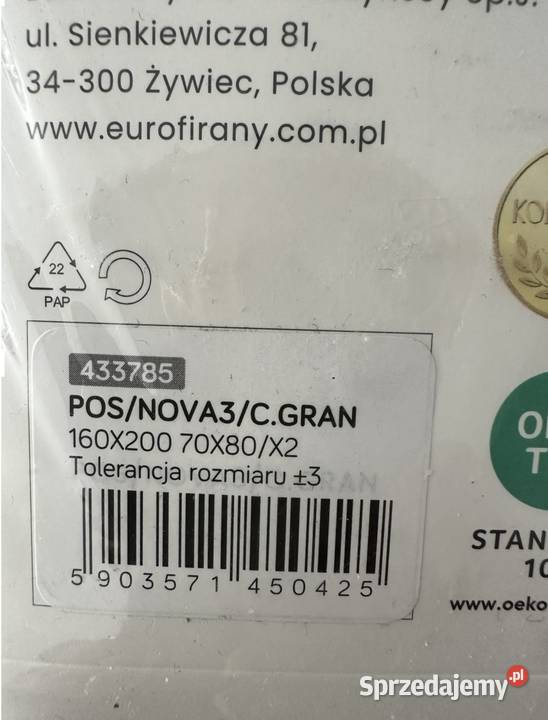 ul. Sienkiewicza 81,
34-300 Żywiec, Polska
www.eurofirany.com.pl
22
PAP
433785
POS/NOVA3/C.GRAN
160X200 70X80/X2
Tolerancja rozmiaru ±3
5 903571 450425
STAN
10
www.oeko
Sprzedajemy.pl